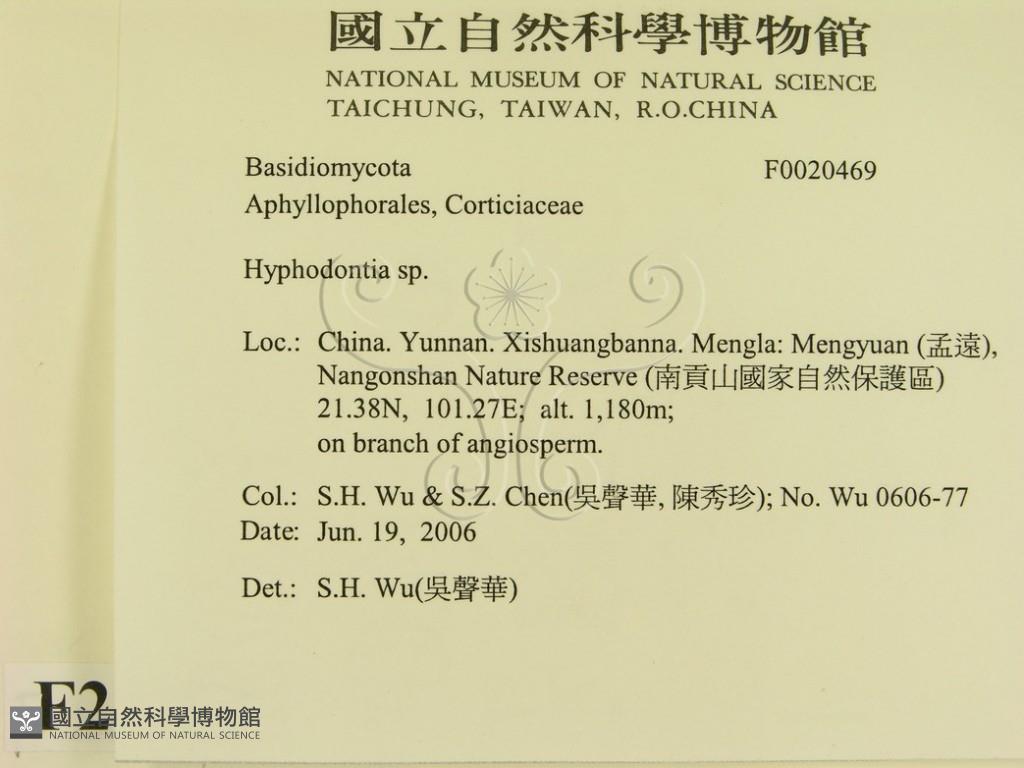 國立自然科學博物館
NATIONAL MUSEUM OF NATURAL SCIENCE
TAICHUNG, TAIWAN, R.O.CHINA
Basidiomycota F0020469
Aphyllophorales, Corticiaceae
Hyphodontia sp.
Loc.: China. Yunnan. Xishuangbanna. Mengla: Mengyuan (孟遠),
Nangonshan Nature Reserve (南貢山國家自然保護區)
21.38N, 101.27E; alt. 1,180m;
on branch of angiosperm.
Col.: S.H. Wu & S.Z. Chen(吳聲華, 陳秀珍); No. Wu 0606-77
Date: Jun. 19, 2006
Det.: S.H. Wu(吳聲華)
F2
國立自然科學博物館
NATIONAL MUSEUM OF NATURAL SCIENCE